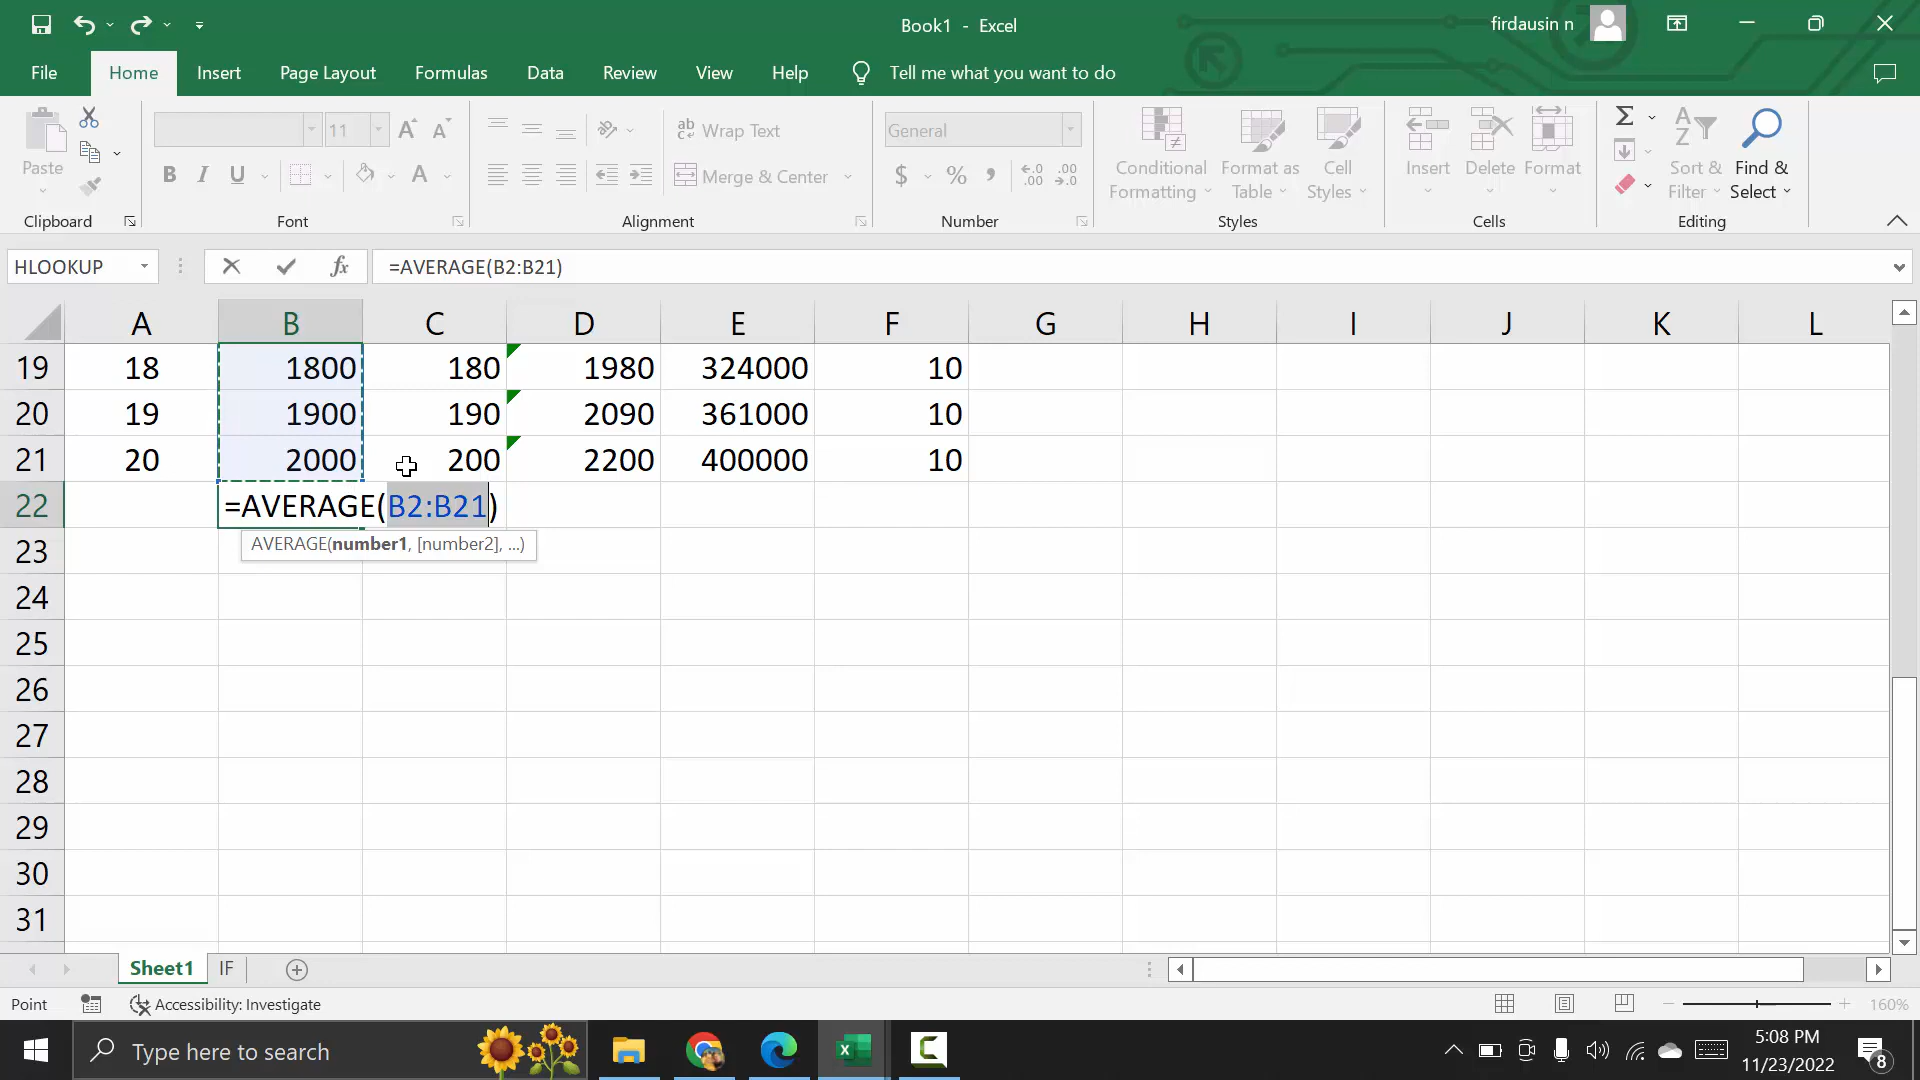 Book1 - Excel
firdausin n
File Home Insert Page Layout Formulas Data Review View Help Tell me what you want to do
Paste
Clipboard
11
B I U
Font
Wrap Text
Merge & Center
Alignment
General
$ % ,
Number
Conditional Formatting
Format as Table
Cell Styles
Styles
Insert Delete Format
Cells
Sort & Filter
Find & Select
Editing
HLOOKUP
fx
=AVERAGE(B2:B21)
A B C D E F G H I J K L
19 18 1800 180 1980 324000 10
20 19 1900 190 2090 361000 10
21 20 2000 200 2200 400000 10
22 =AVERAGE(B2:B21)
AVERAGE(number1, [number2], ...)
23
24
25
26
27
28
29
30
31
Sheet1 IF
Point
Accessibility: Investigate
160%
Type here to search
5:08 PM
11/23/2022
8